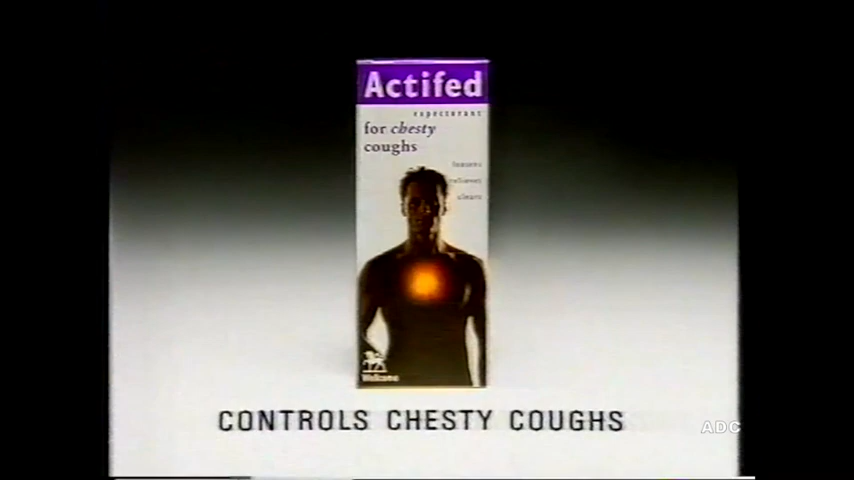 Actifed
expectorant
for chesty
coughs
loosens
relieves
clears
Wellcome
CONTROLS CHESTY COUGHS
ADC